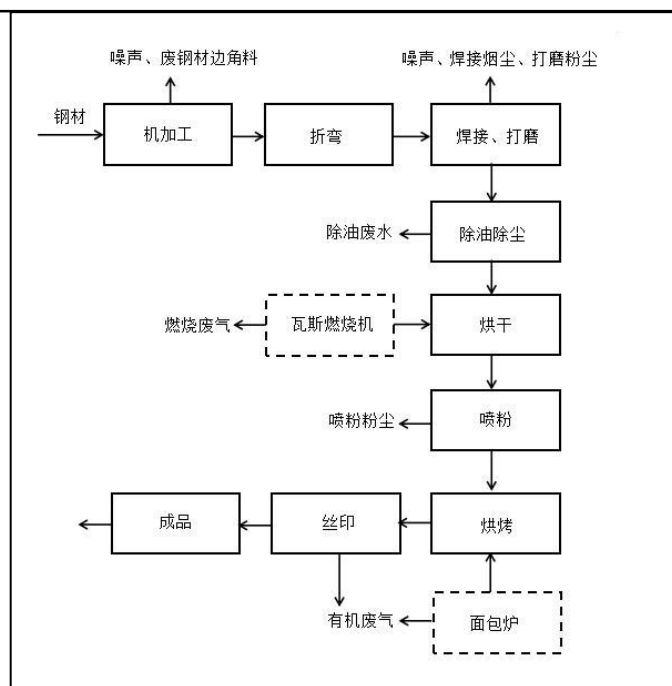 噪声、废钢材边角料
噪声、焊接烟尘、打磨粉尘
钢材
机加工
折弯
焊接、打磨
除油废水
除油除尘
燃烧废气
瓦斯燃烧机
烘干
喷粉粉尘
喷粉
成品
丝印
烘烤
有机废气
面包炉